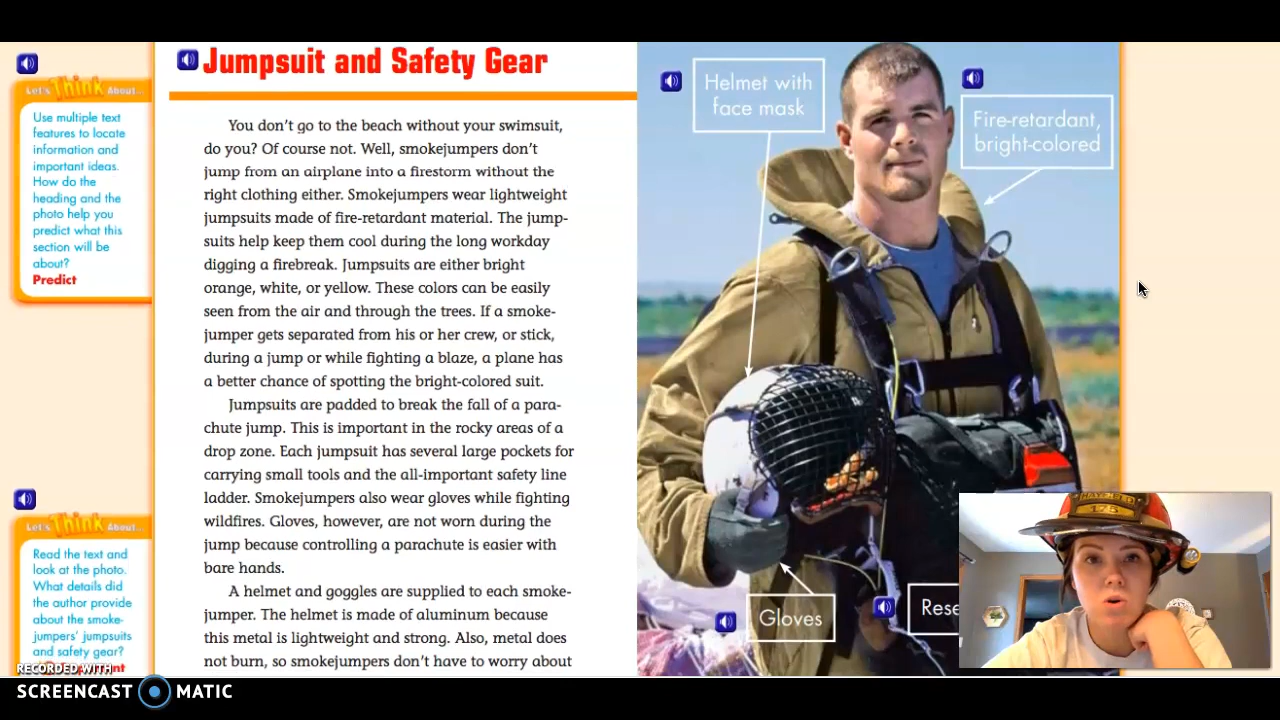 Jumpsuit and Safety Gear
Let's Think About...
Use multiple text
features to locate
information and
important ideas.
How do the
heading and the
photo help you
predict what this
section will be
about?
Predict
You don't go to the beach without your swimsuit,
do you? Of course not. Well, smokejumpers don't
jump from an airplane into a firestorm without the
right clothing either. Smokejumpers wear lightweight
jumpsuits made of fire-retardant material. The jump-
suits help keep them cool during the long workday
digging a firebreak. Jumpsuits are either bright
orange, white, or yellow. These colors can be easily
seen from the air and through the trees. If a smoke-
jumper gets separated from his or her crew, or stick,
during a jump or while fighting a blaze, a plane has
a better chance of spotting the bright-colored suit.
Jumpsuits are padded to break the fall of a para-
chute jump. This is important in the rocky areas of a
drop zone. Each jumpsuit has several large pockets for
carrying small tools and the all-important safety line
ladder. Smokejumpers also wear gloves while fighting
wildfires. Gloves, however, are not worn during the
jump because controlling a parachute is easier with
bare hands.
A helmet and goggles are supplied to each smoke-
jumper. The helmet is made of aluminum because
this metal is lightweight and strong. Also, metal does
not burn, so smokejumpers don't have to worry about
Let's Think About...
Read the text and
look at the photo.
What details did
the author provide
about the smoke-
jumpers' jumpsuits
and safety gear?
Helmet with
face mask
Fire-retardant,
bright-colored
Gloves
Rese
175
RECORDED WITH
SCREENCAST MATIC